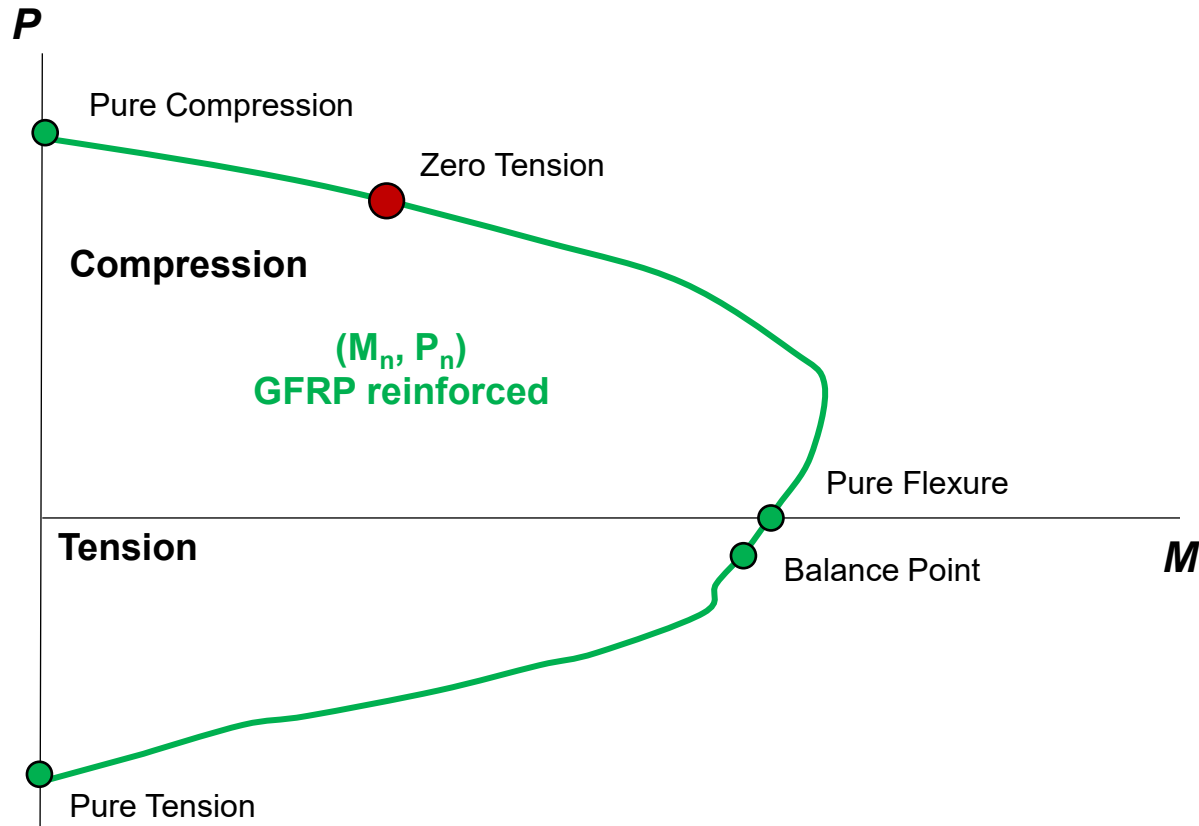 P
Pure Compression
Zero Tension
Compression
(Mn, Pn)
GFRP reinforced
Pure Flexure
Tension
M
Balance Point
Pure Tension